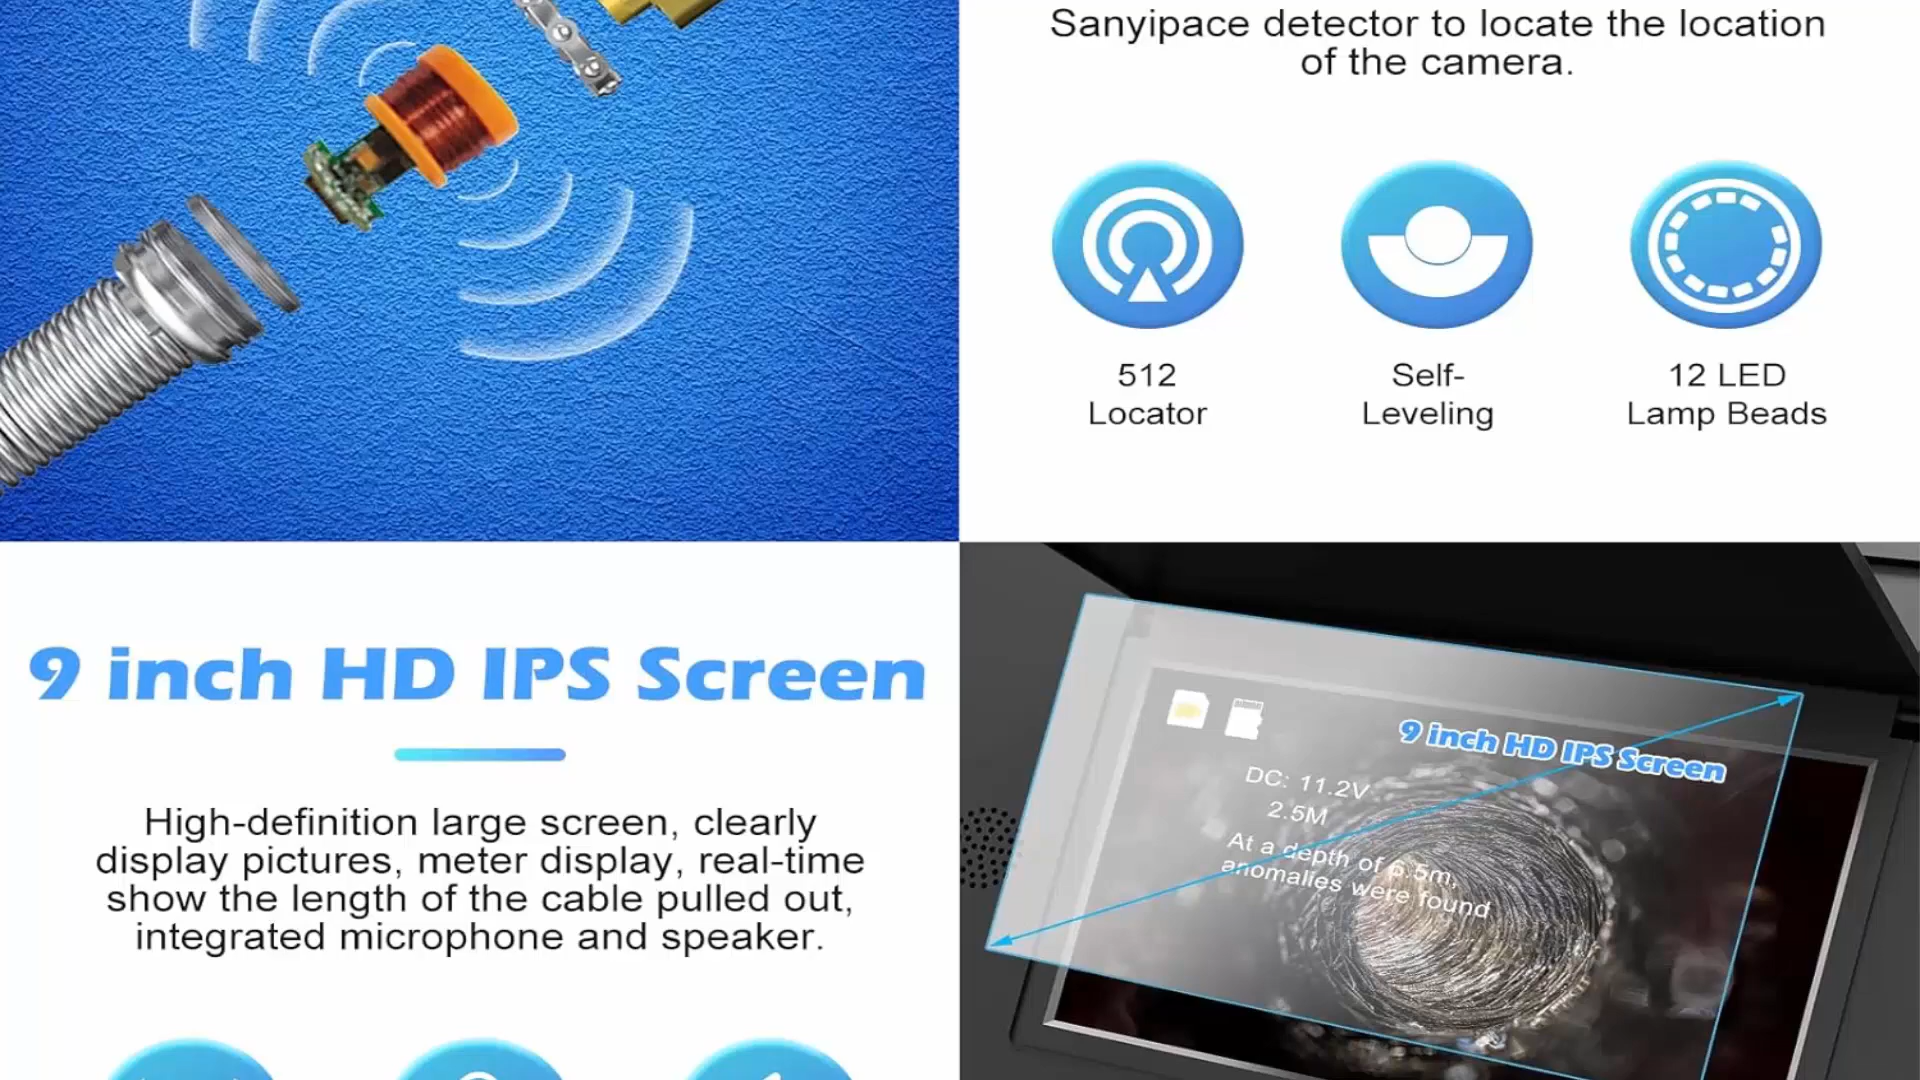 Sanyipace detector to locate the location
of the camera.
512
Locator
Self-
Leveling
12 LED
Lamp Beads
9 inch HD IPS Screen
High-definition large screen, clearly
display pictures, meter display, real-time
show the length of the cable pulled out,
integrated microphone and speaker.
9 inch HD IPS Screen
DC: 11.2V
2.5M
At a depth of 6.5m,
anomalies were found